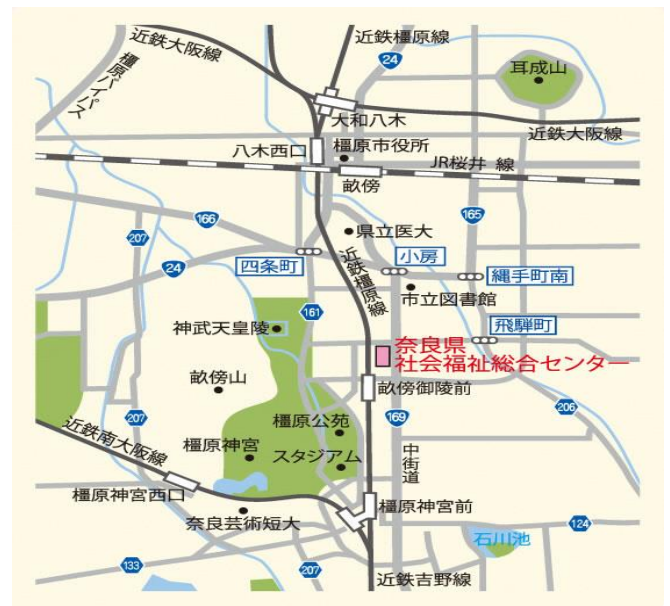 近鉄大阪線
近鉄橿原線
24
橿原バイパス
耳成山
大和八木
近鉄大阪線
八木西口
橿原市役所
JR桜井線
畝傍
166
165
県立医大
207
近鉄橿原線
四条町
小房
24
縄手町南
市立図書館
161
飛騨町
神武天皇陵
奈良県
社会福祉総合センター
畝傍山
畝傍御陵前
206
207
169
橿原公苑
中街道
近鉄南大阪線
橿原神宮
スタジアム
橿原神宮西口
橿原神宮前
奈良芸術短大
124
石川池
133
207
近鉄吉野線